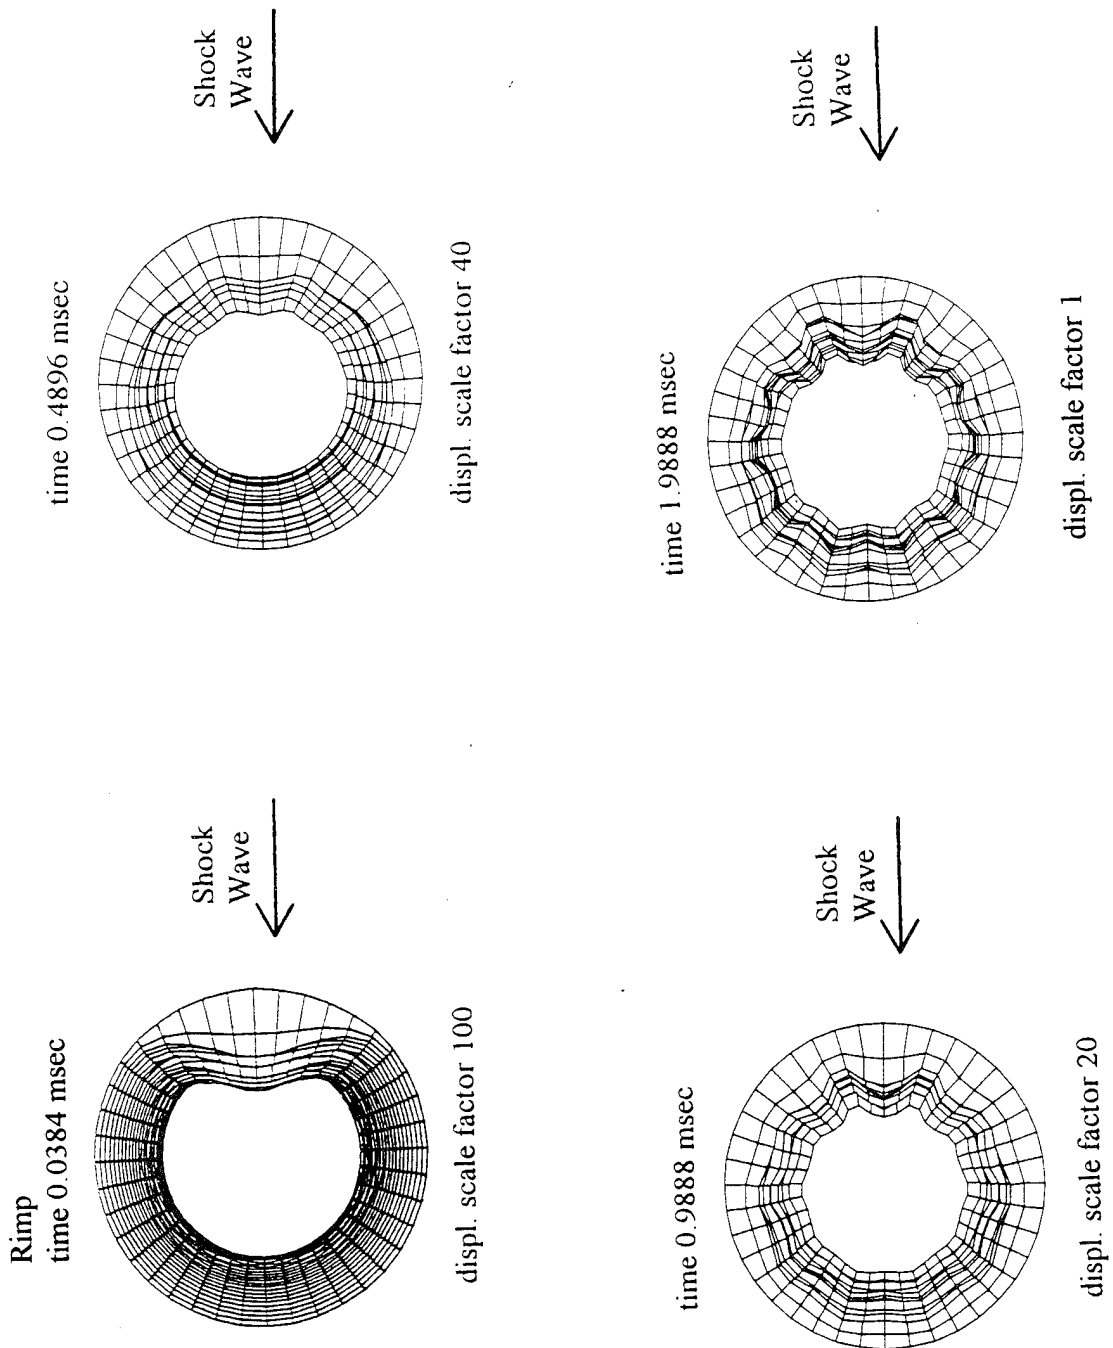 Rimp
time 0.0384 msec
Shock
Wave
displ. scale factor 100
time 0.4896 msec
Shock
Wave
displ. scale factor 40
time 0.9888 msec
Shock
Wave
displ. scale factor 20
time 1.9888 msec
Shock
Wave
displ. scale factor 1